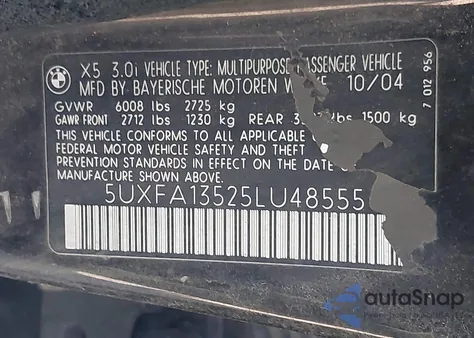 BMW
X5 3.0i VEHICLE TYPE: MULTIPURPOSE PASSENGER VEHICLE
MFD BY BAYERISCHE MOTOREN 10/04
GVWR 6008 lbs 2725 kg
GAWR FRONT 2712 lbs 1230 kg REAR lbs 1500 kg
THIS VEHICLE CONFORMS TO ALL APPLICABLE
FEDERAL MOTOR VEHICLE SAFETY AND THEFT
PREVENTION STANDARDS IN EFFECT ON THE DATE OF
MANUFACTURE SHOWN ABOVE.
5UXFA13525LU48555
7 012 956
autoSnap